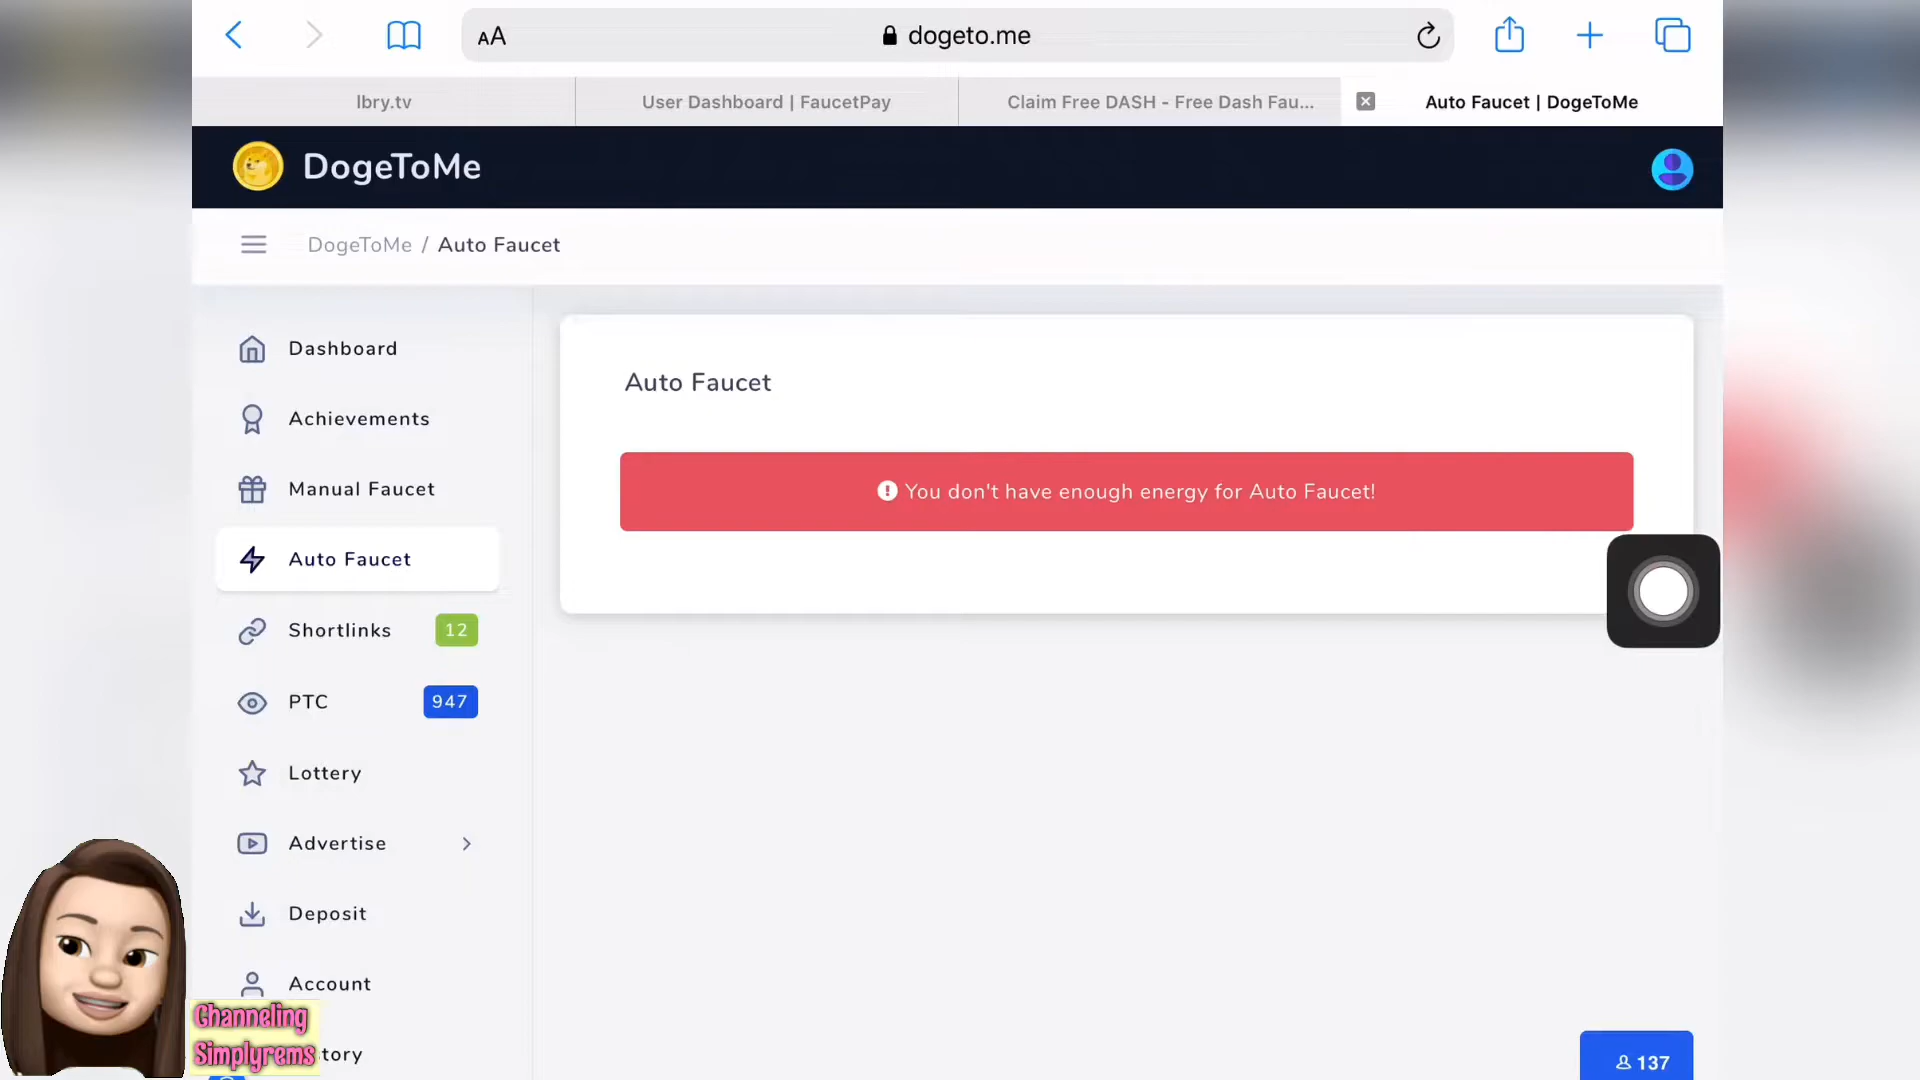 AA
dogeto.me
lbry.tv
User Dashboard | FaucetPay
Claim Free DASH - Free Dash Fau...
Auto Faucet | DogeToMe
DogeToMe
DogeToMe / Auto Faucet
Dashboard
Achievements
Manual Faucet
Auto Faucet
Shortlinks 12
PTC 947
Lottery
Advertise
Deposit
Account
tory
Auto Faucet
You don't have enough energy for Auto Faucet!
137
Channeling
Simplyrems